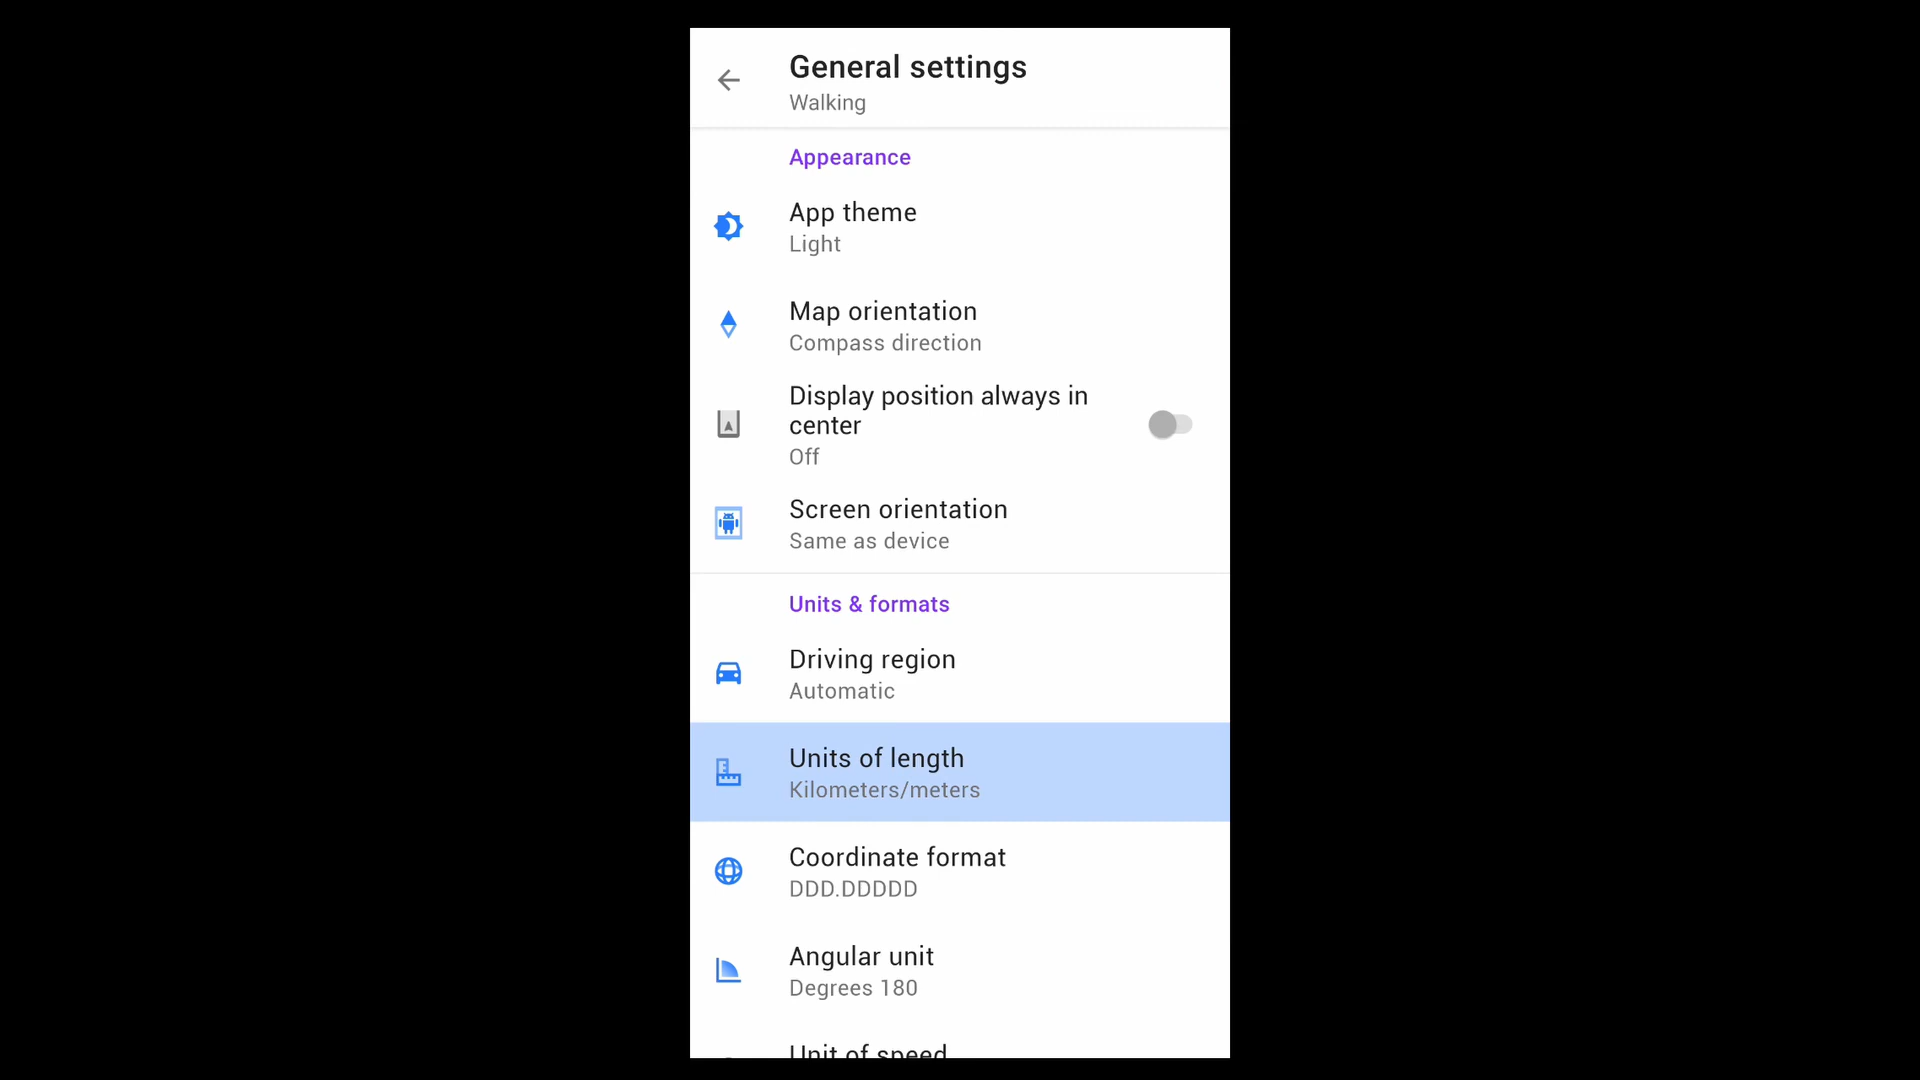 General settings
Walking
Appearance
App theme
Light
Map orientation
Compass direction
Display position always in
center
Off
Screen orientation
Same as device
Units & formats
Driving region
Automatic
Units of length
Kilometers/meters
Coordinate format
DDD.DDDDD
Angular unit
Degrees 180
Unit of speed